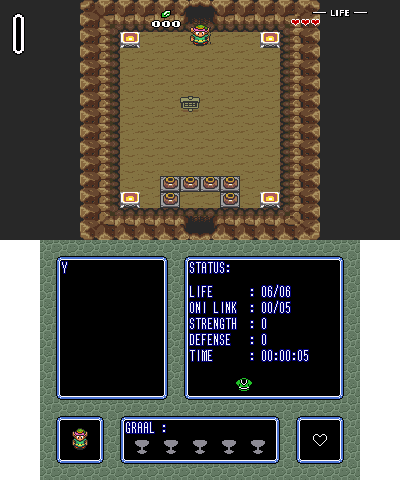 000
LIFE
Y
STATUS:
LIFE : 06/06
ONI LINK : 00/05
STRENGTH : 0
DEFENSE : 0
TIME : 00:00:05
GRAAL :